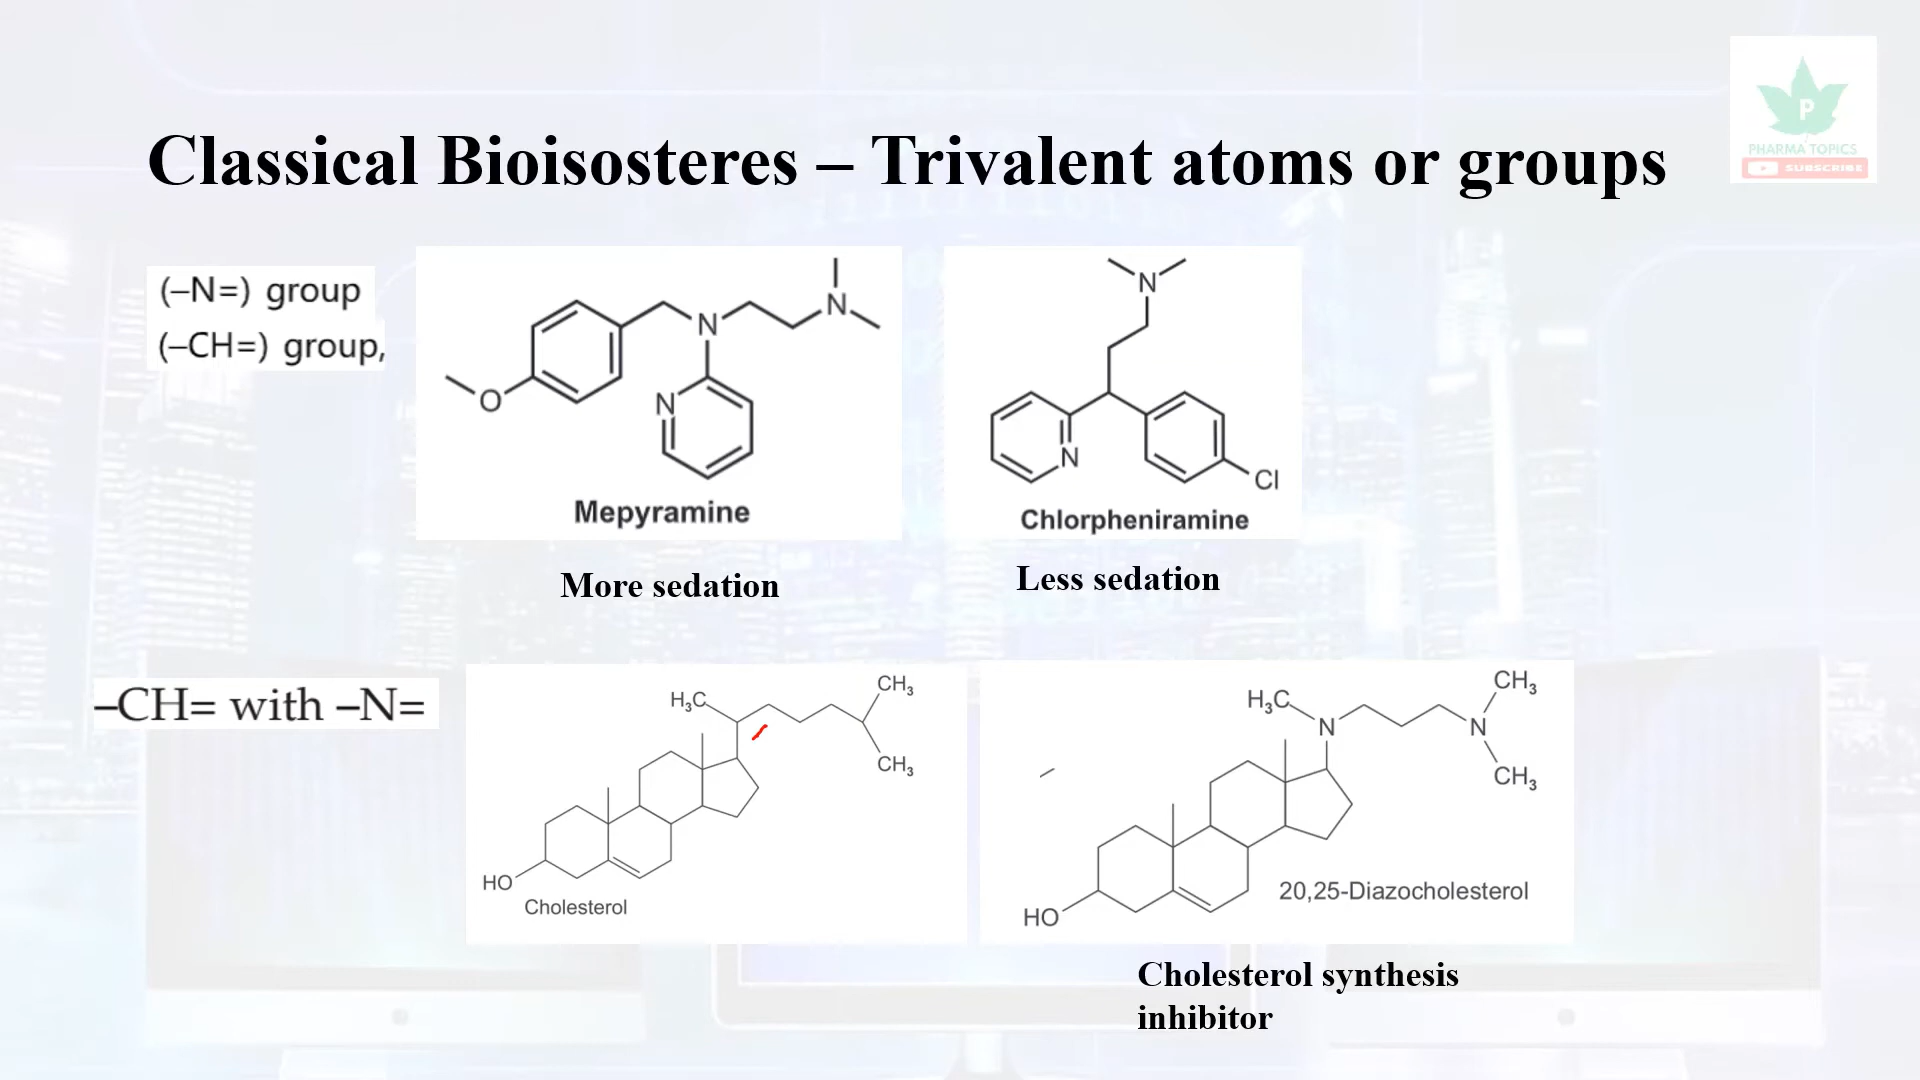 Classical Bioisosteres – Trivalent atoms or groups
P
PHARMA TOPICS
SUBSCRIBE
(–N=) group
(–CH=) group,
N
N
O
N
Mepyramine
More sedation
N
N
Cl
Chlorpheniramine
Less sedation
–CH= with –N=
H₃C
CH₃
CH₃
HO
Cholesterol
H₃C
N
N
CH₃
CH₃
HO
20,25-Diazocholesterol
Cholesterol synthesis
inhibitor